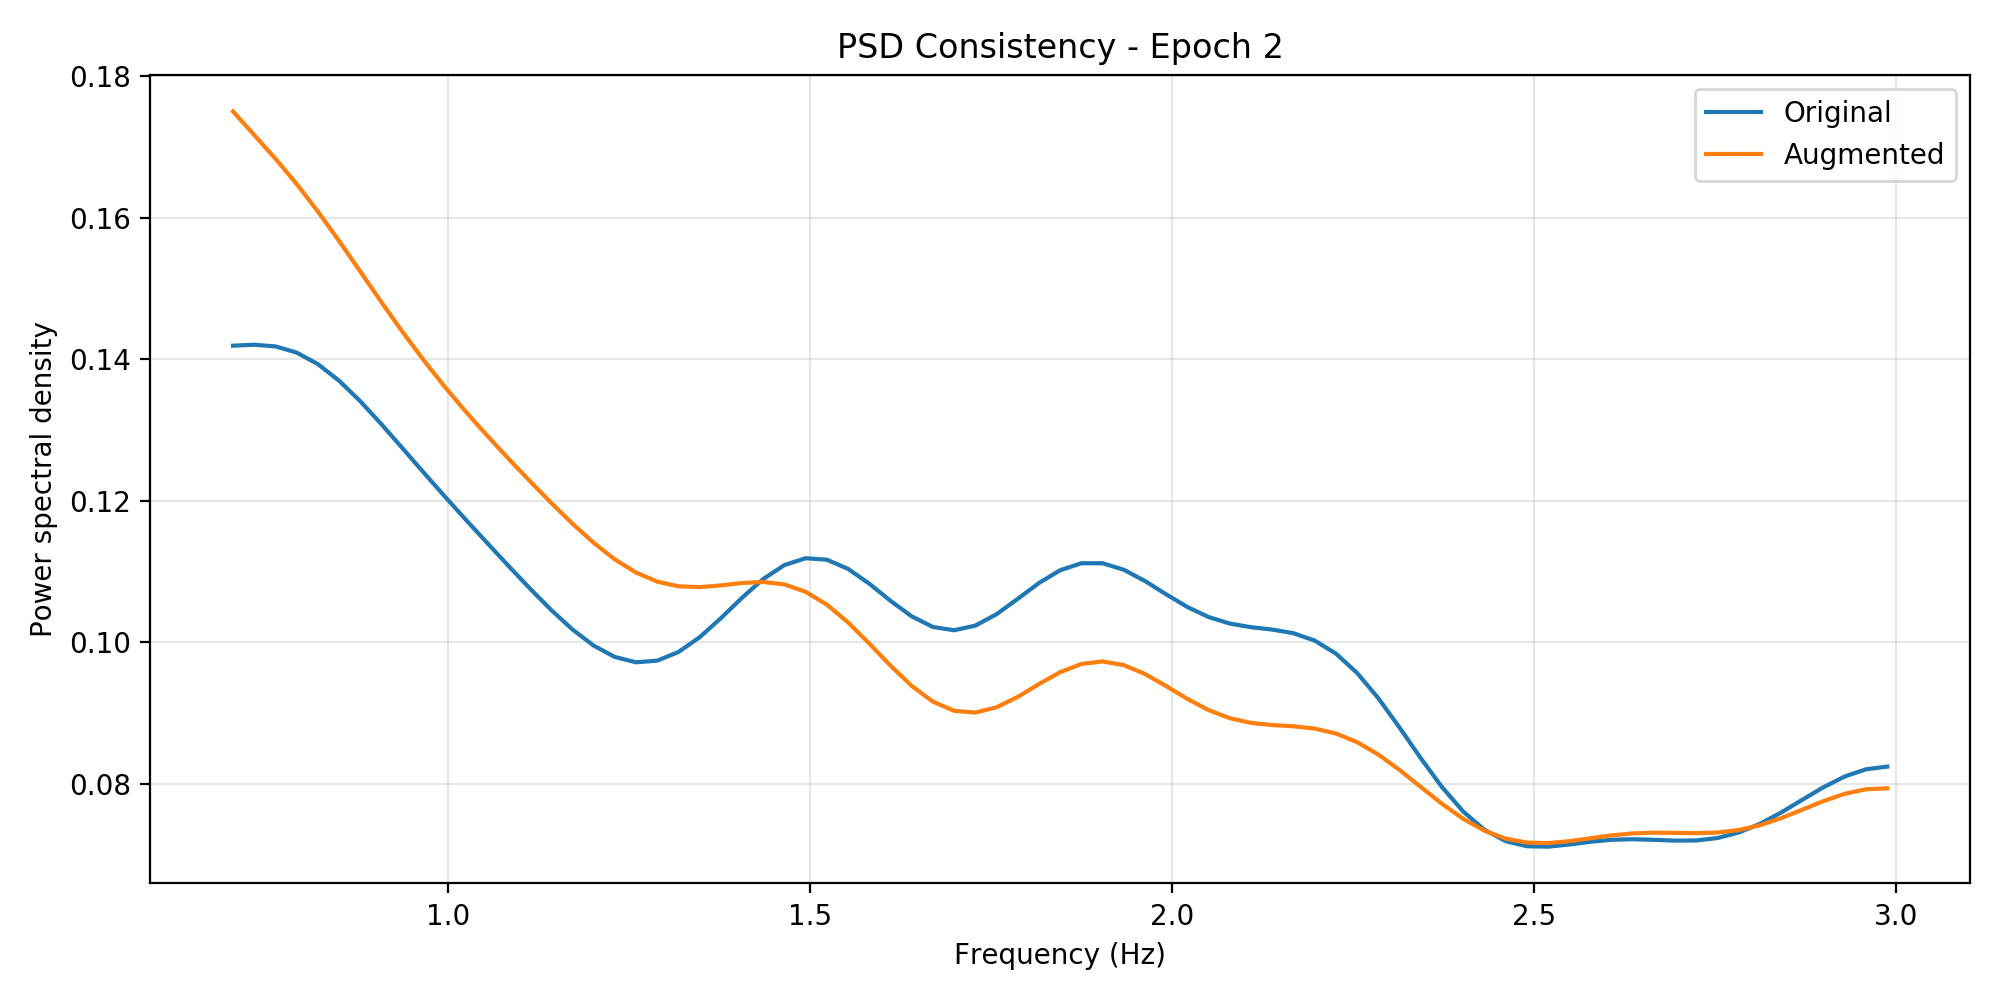 PSD Consistency - Epoch 2
Original
Augmented
0.18
0.16
0.14
0.12
0.10
0.08
Power spectral density
1.0
1.5
2.0
2.5
3.0
Frequency (Hz)